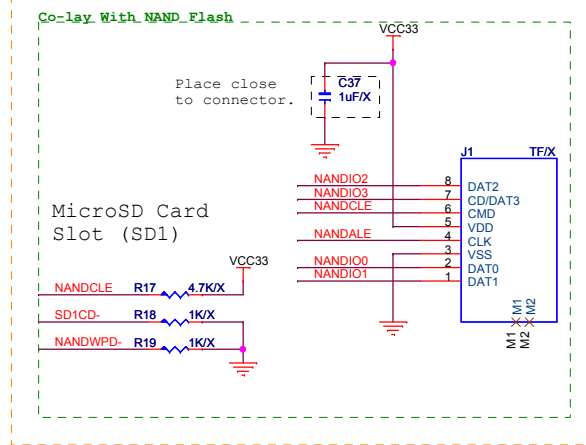 Co-lay With NAND Flash
VCC33
Place close
to connector.
C37
1uF/X
J1 TF/X
NANDIO2 8 DAT2
NANDIO3 7 CD/DAT3
NANDCLE 6 CMD
5 VDD
NANDALE 4 CLK
3 VSS
NANDIO0 2 DAT0
NANDIO1 1 DAT1
MicroSD Card
Slot (SD1)
VCC33
NANDCLE R17 4.7K/X
SD1CD- R18 1K/X
NANDWPD- R19 1K/X
M1
M2
M1
M2